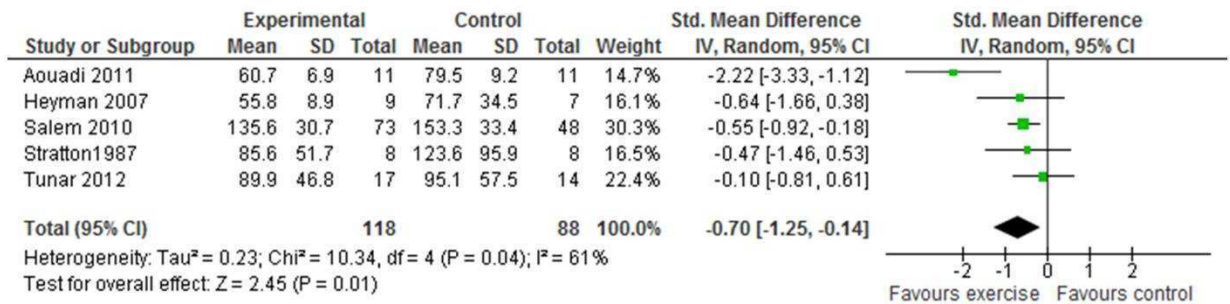 Experimental Control Std. Mean Difference Std. Mean Difference
Study or Subgroup Mean SD Total Mean SD Total Weight IV, Random, 95% CI IV, Random, 95% CI
Aouadi 2011 60.7 6.9 11 79.5 9.2 11 14.7% -2.22 [-3.33, -1.12]
Heyman 2007 55.8 8.9 9 71.7 34.5 7 16.1% -0.64 [-1.66, 0.38]
Salem 2010 135.6 30.7 73 153.3 33.4 48 30.3% -0.55 [-0.92, -0.18]
Stratton1987 85.6 51.7 8 123.6 95.9 8 16.5% -0.47 [-1.46, 0.53]
Tunar 2012 89.9 46.8 17 95.1 57.5 14 22.4% -0.10 [-0.81, 0.61]
Total (95% CI) 118 88 100.0% -0.70 [-1.25, -0.14]
Heterogeneity: Tau² = 0.23; Chi² = 10.34, df = 4 (P = 0.04); I² = 61%
Test for overall effect: Z = 2.45 (P = 0.01)
-2 -1 0 1 2
Favours exercise Favours control